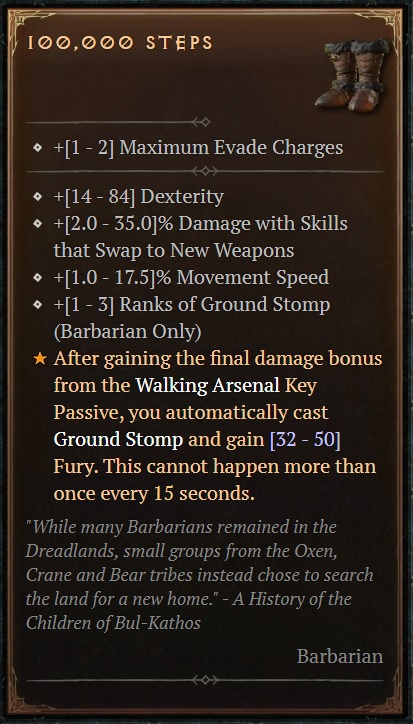 100,000 STEPS
+[1 - 2] Maximum Evade Charges
+[14 - 84] Dexterity
+[2.0 - 35.0]% Damage with Skills
that Swap to New Weapons
+[1.0 - 17.5]% Movement Speed
+[1 - 3] Ranks of Ground Stomp
(Barbarian Only)
After gaining the final damage bonus
from the Walking Arsenal Key
Passive, you automatically cast
Ground Stomp and gain [32 - 50]
Fury. This cannot happen more than
once every 15 seconds.
"While many Barbarians remained in the
Dreadlands, small groups from the Oxen,
Crane and Bear tribes instead chose to search
the land for a new home." - A History of the
Children of Bul-Kathos
Barbarian